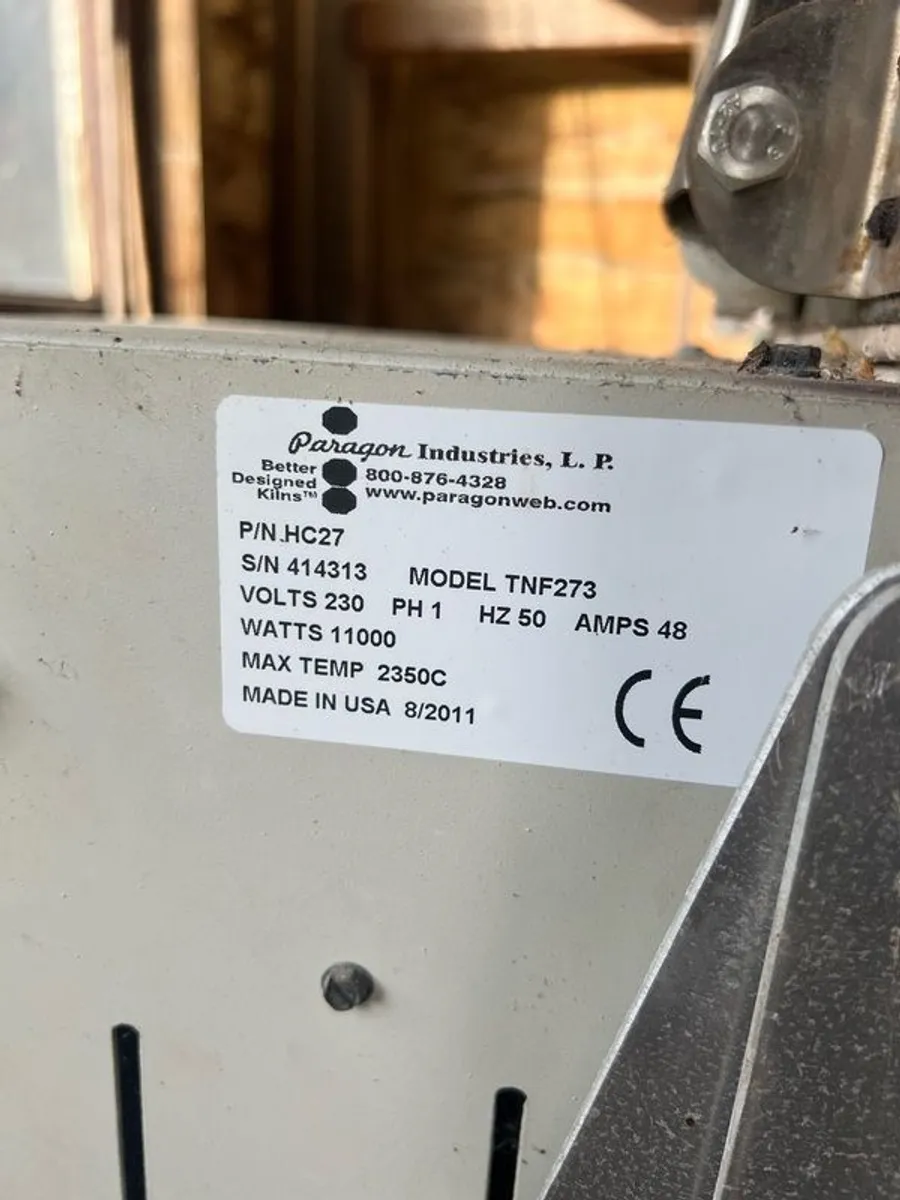 Paragon Industries, L. P.
Better
Designed
Kilns™
800-876-4328
www.paragonweb.com
P/N.HC27
S/N 414313 MODEL TNF273
VOLTS 230 PH 1 HZ 50 AMPS 48
WATTS 11000
MAX TEMP 2350C
MADE IN USA 8/2011
CE